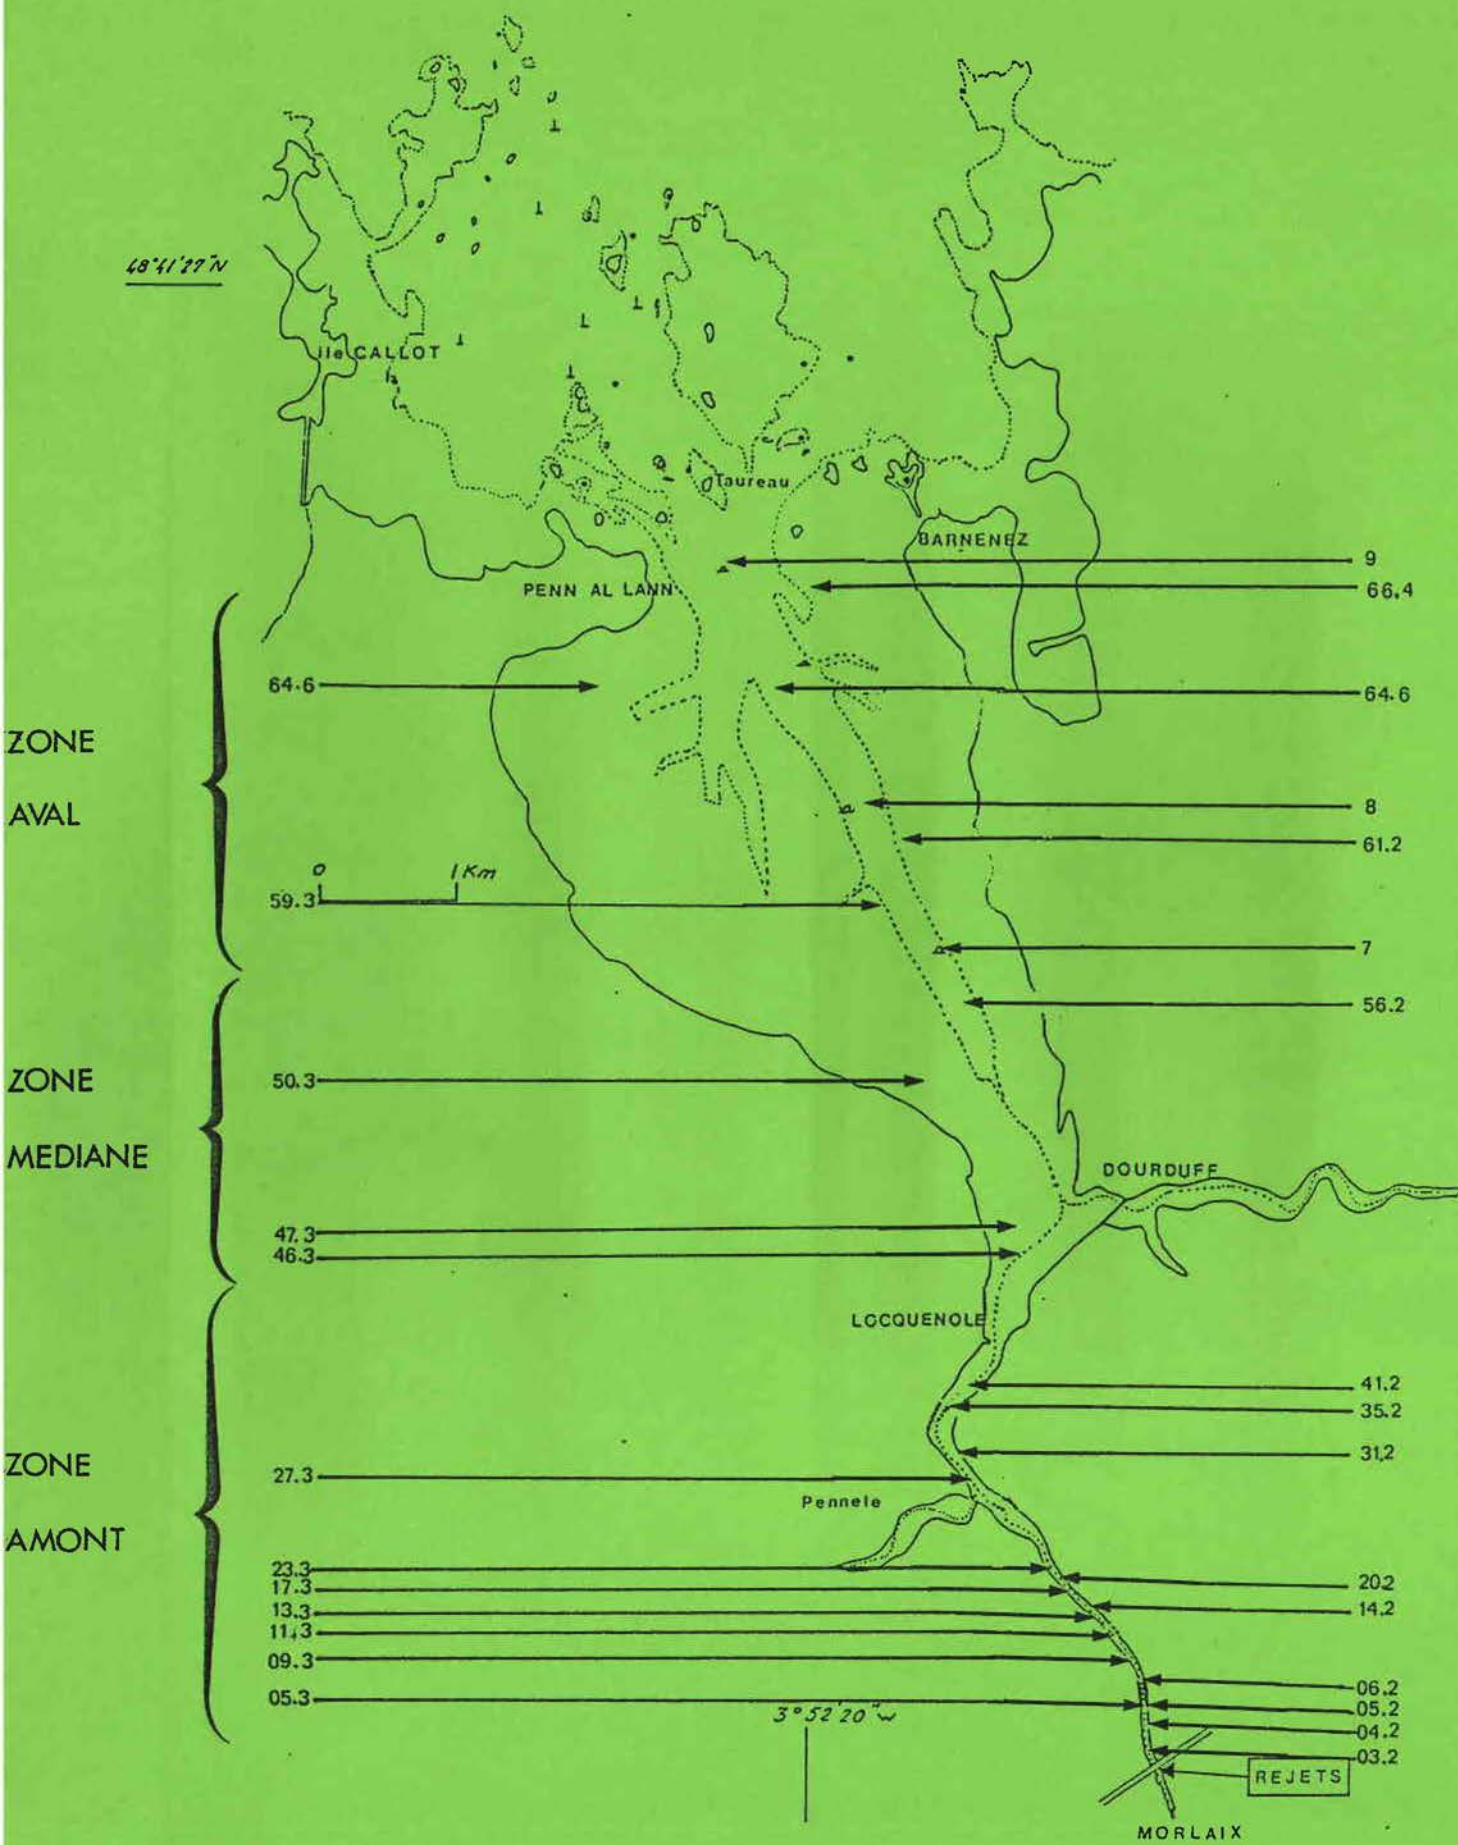 48°41'27"N
Ile CALLOT
Taureau
BARNENEZ
9
PENN AL LANN
66.4
64.6
64.6
ZONE
AVAL
8
61.2
0 1 Km
59.3
7
56.2
ZONE
MEDIANE
50.3
DOURDUFF
47.3
46.3
LOCQUENOLE
41.2
35.2
31,2
ZONE
AMONT
27.3
Pennele
23.3
17.3
13.3
11,3
09.3
05.3
202
14.2
06.2
05.2
04.2
03.2
3°52'20"W
REJETS
MORLAIX